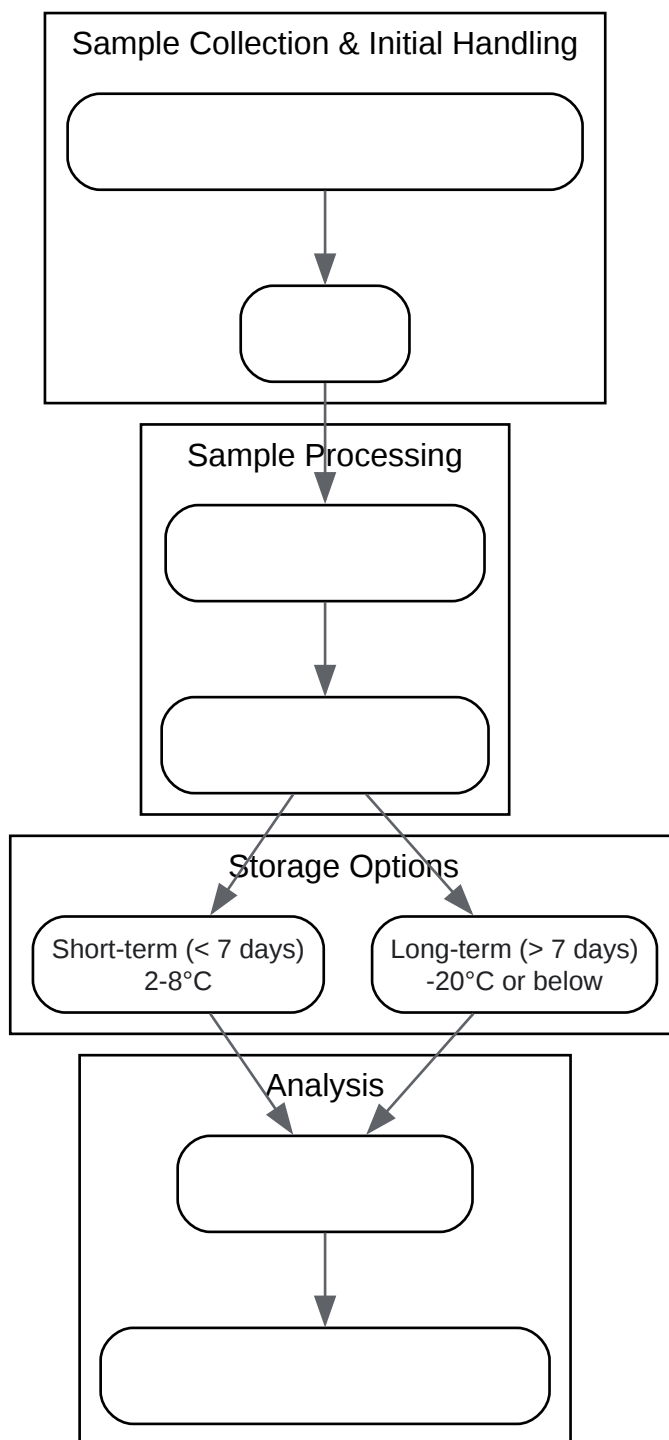 Sample Collection & Initial Handling
Sample Processing
Storage Options
Short-term (< 7 days)
2-8°C
Long-term (> 7 days)
-20°C or below
Analysis